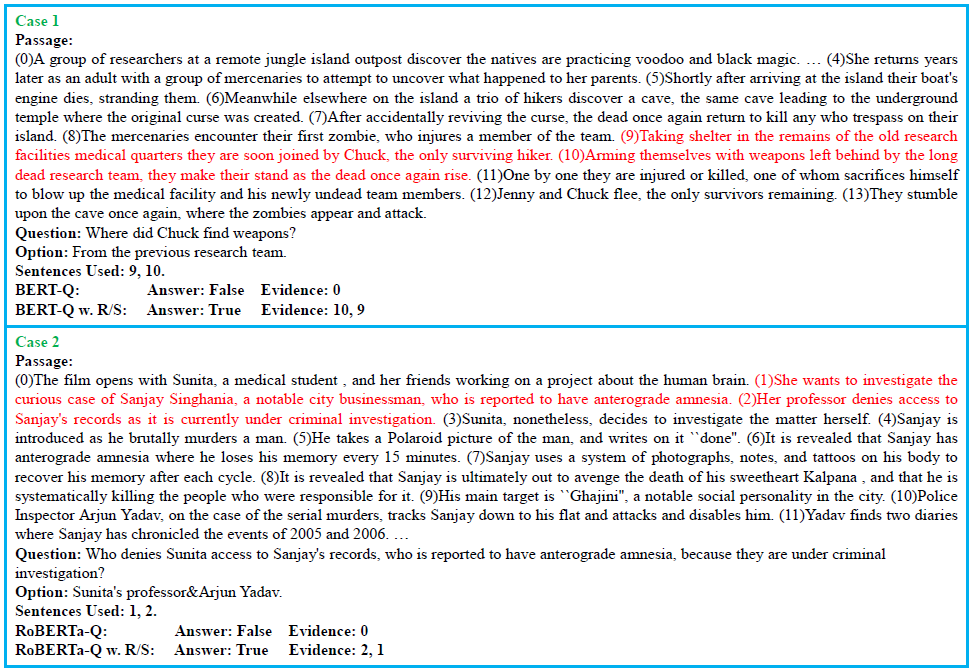 Case 1
Passage:
(0)A group of researchers at a remote jungle island outpost discover the natives are practicing voodoo and black magic. … (4)She returns years
later as an adult with a group of mercenaries to attempt to uncover what happened to her parents. (5)Shortly after arriving at the island their boat's
engine dies, stranding them. (6)Meanwhile elsewhere on the island a trio of hikers discover a cave, the same cave leading to the underground
temple where the original curse was created. (7)After accidentally reviving the curse, the dead once again return to kill any who trespass on their
island. (8)The mercenaries encounter their first zombie, who injures a member of the team. (9)Taking shelter in the remains of the old research
facilities medical quarters they are soon joined by Chuck, the only surviving hiker. (10)Arming themselves with weapons left behind by the long
dead research team, they make their stand as the dead once again rise. (11)One by one they are injured or killed, one of whom sacrifices himself
to blow up the medical facility and his newly undead team members. (12)Jenny and Chuck flee, the only survivors remaining. (13)They stumble
upon the cave once again, where the zombies appear and attack.
Question: Where did Chuck find weapons?
Option: From the previous research team.
Sentences Used: 9, 10.
BERT-Q: Answer: False Evidence: 0
BERT-Q w. R/S: Answer: True Evidence: 10, 9
Case 2
Passage:
(0)The film opens with Sunita, a medical student , and her friends working on a project about the human brain. (1)She wants to investigate the
curious case of Sanjay Singhania, a notable city businessman, who is reported to have anterograde amnesia. (2)Her professor denies access to
Sanjay's records as it is currently under criminal investigation. (3)Sunita, nonetheless, decides to investigate the matter herself. (4)Sanjay is
introduced as he brutally murders a man. (5)He takes a Polaroid picture of the man, and writes on it ``done". (6)It is revealed that Sanjay has
anterograde amnesia where he loses his memory every 15 minutes. (7)Sanjay uses a system of photographs, notes, and tattoos on his body to
recover his memory after each cycle. (8)It is revealed that Sanjay is ultimately out to avenge the death of his sweetheart Kalpana , and that he is
systematically killing the people who were responsible for it. (9)His main target is ``Ghajini", a notable social personality in the city. (10)Police
Inspector Arjun Yadav, on the case of the serial murders, tracks Sanjay down to his flat and attacks and disables him. (11)Yadav finds two diaries
where Sanjay has chronicled the events of 2005 and 2006. …
Question: Who denies Sunita access to Sanjay's records, who is reported to have anterograde amnesia, because they are under criminal
investigation?
Option: Sunita's professor&Arjun Yadav.
Sentences Used: 1, 2.
RoBERTa-Q: Answer: False Evidence: 0
RoBERTa-Q w. R/S: Answer: True Evidence: 2, 1